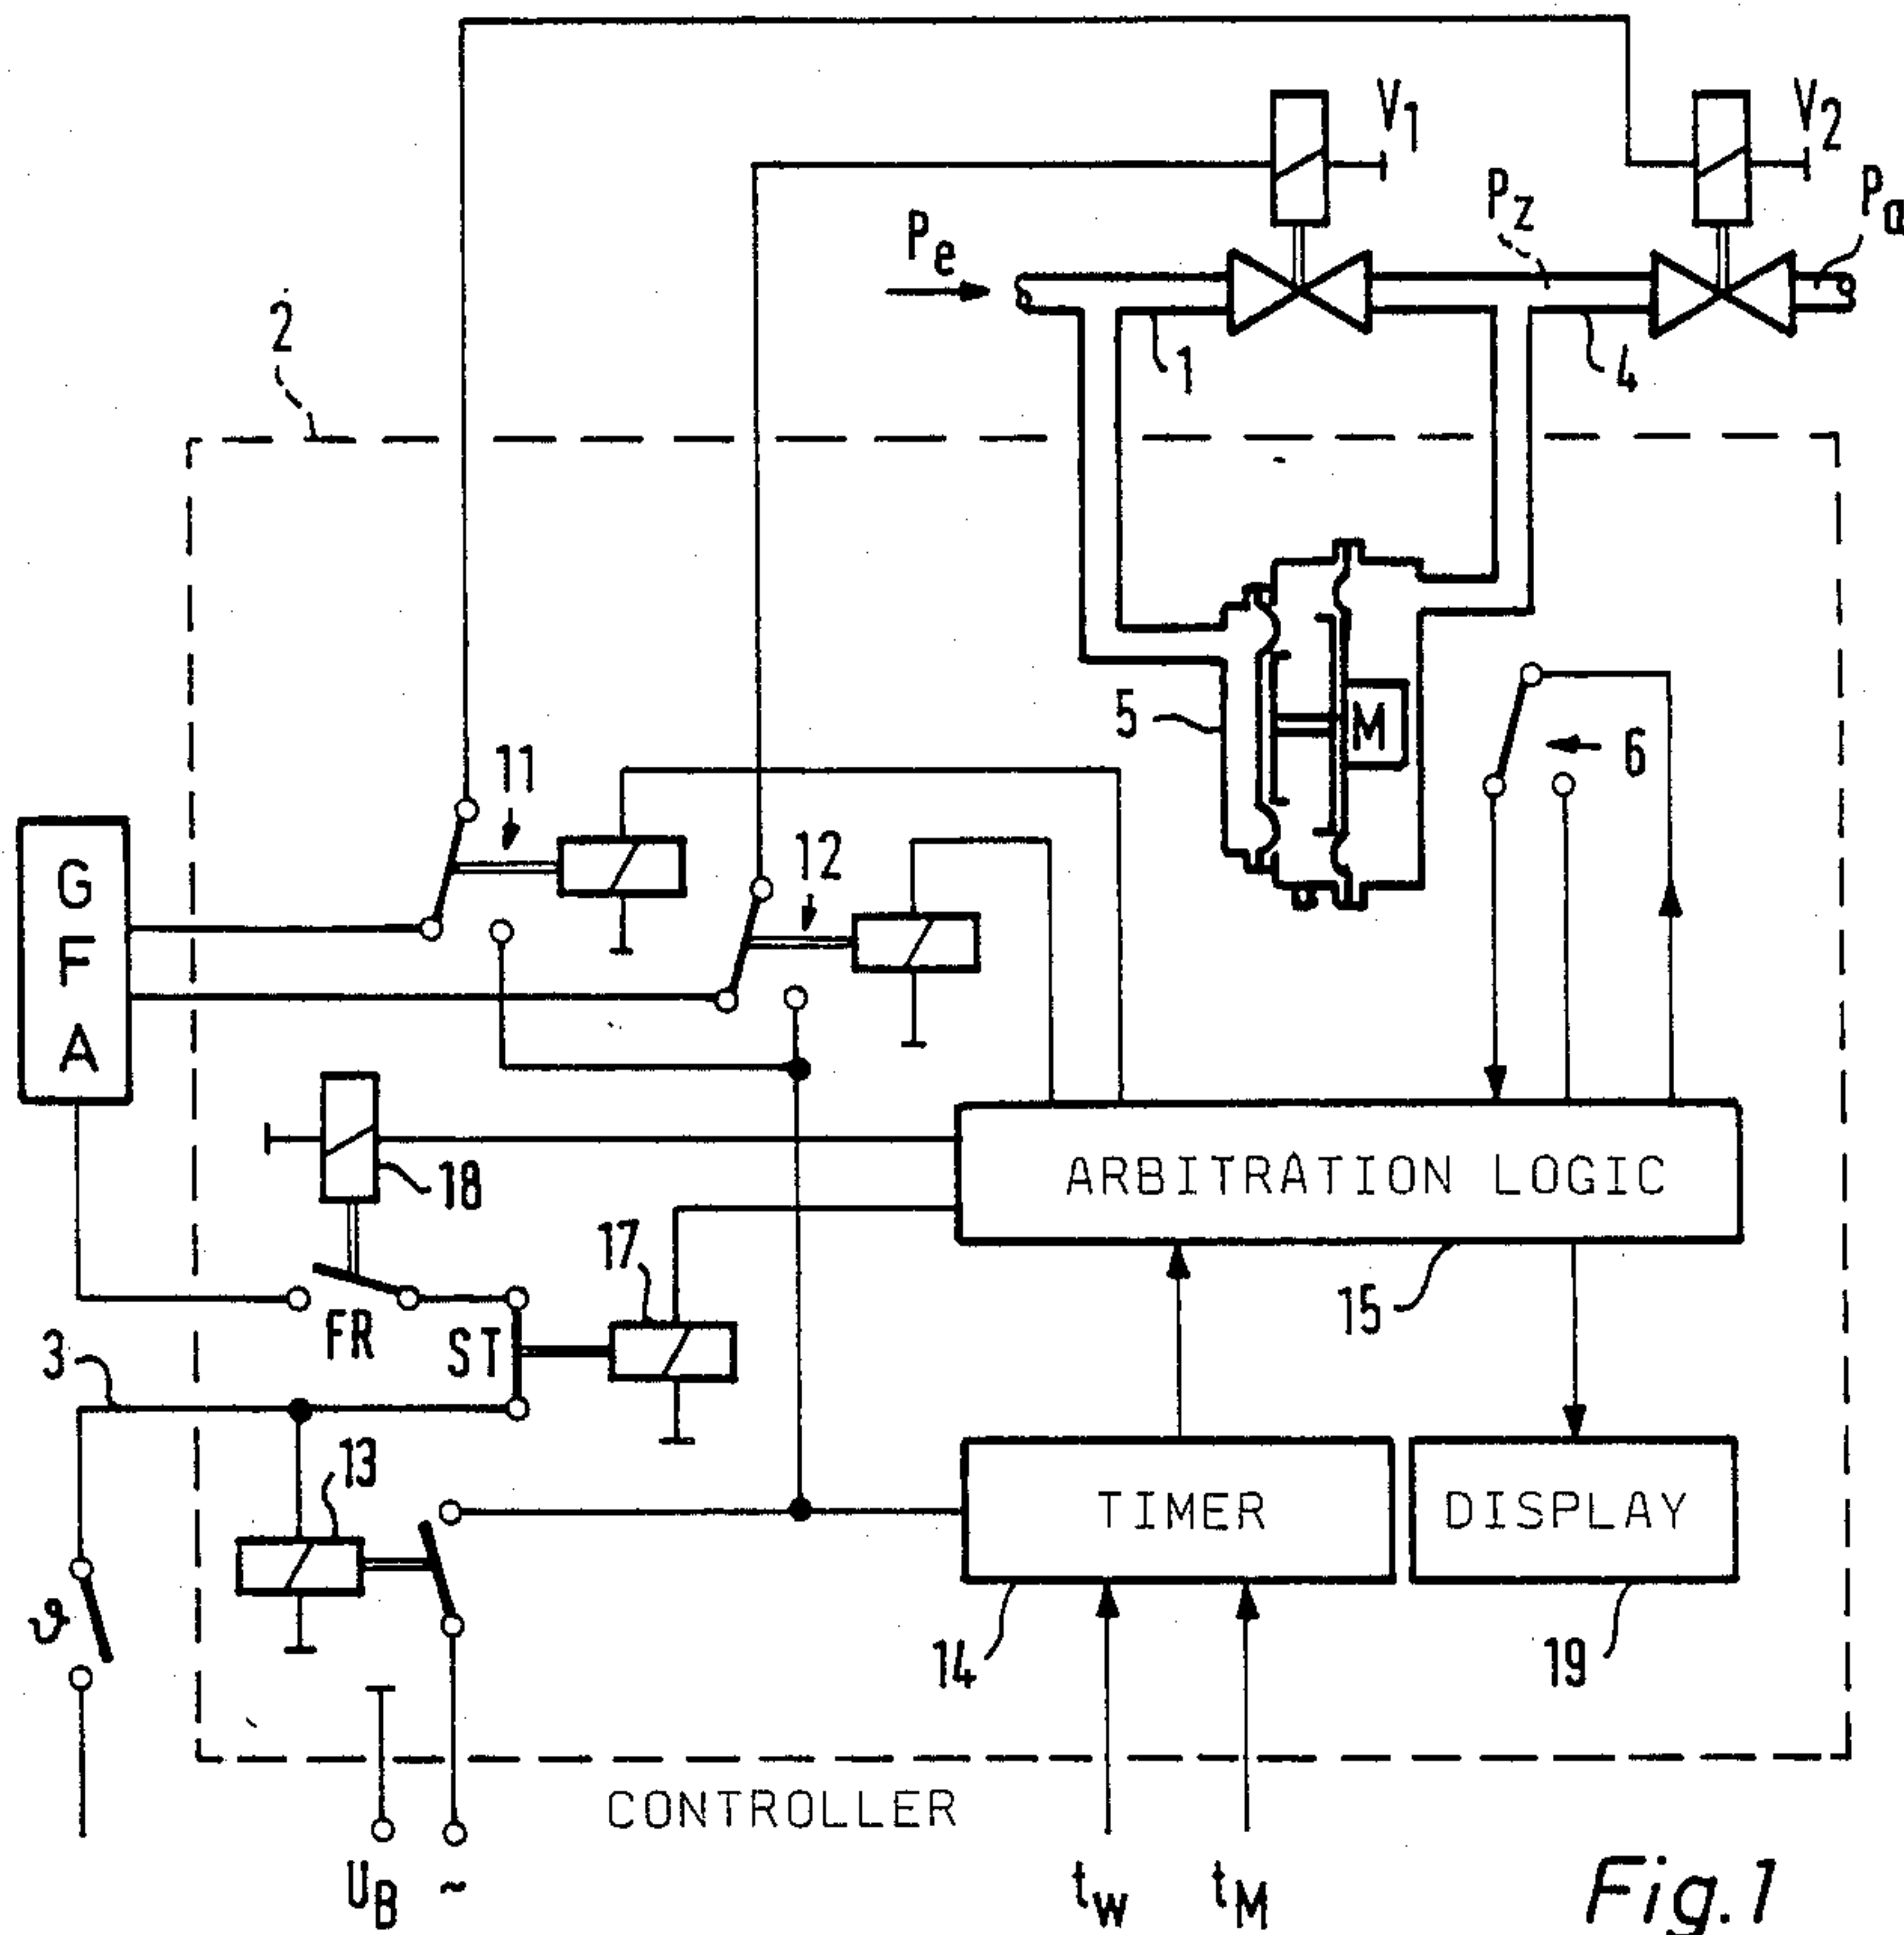 V1
V2
Pe
Pz
Pa
1
4
2
5
M
6
11
12
G
F
A
18
ARBITRATION LOGIC
17
15
FR
ST
3
13
TIMER
DISPLAY
ϑ
14
19
CONTROLLER
UB ~
tw
tM
Fig.1